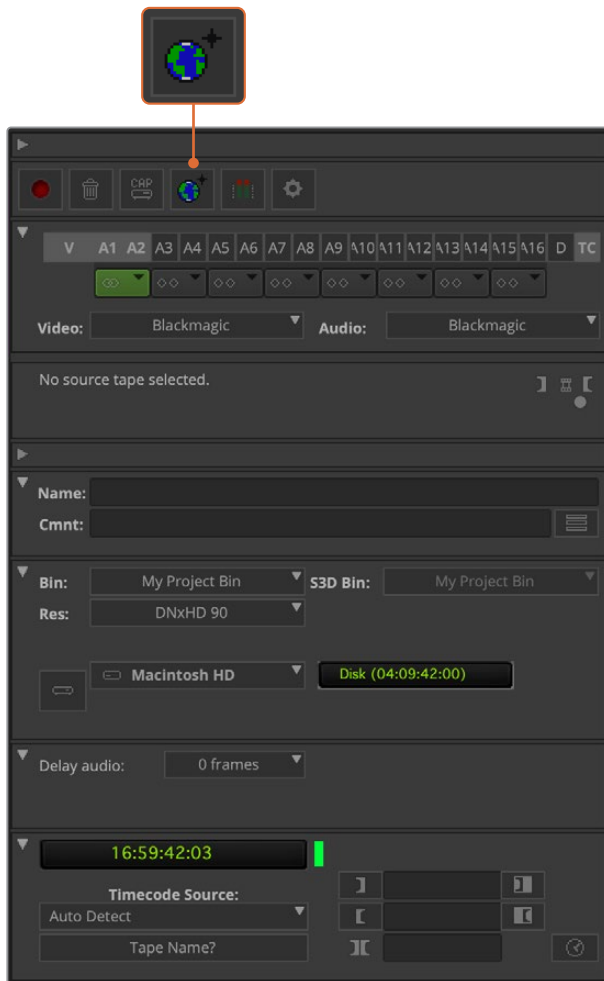 CAP
V A1 A2 A3 A4 A5 A6 A7 A8 A9 A10 A11 A12 A13 A14 A15 A16 D TC
Video: Blackmagic Audio: Blackmagic
No source tape selected.
Name:
Cmnt:
Bin: My Project Bin S3D Bin: My Project Bin
Res: DNxHD 90
Macintosh HD Disk (04:09:42:00)
Delay audio: 0 frames
16:59:42:03
Timecode Source:
Auto Detect
Tape Name?